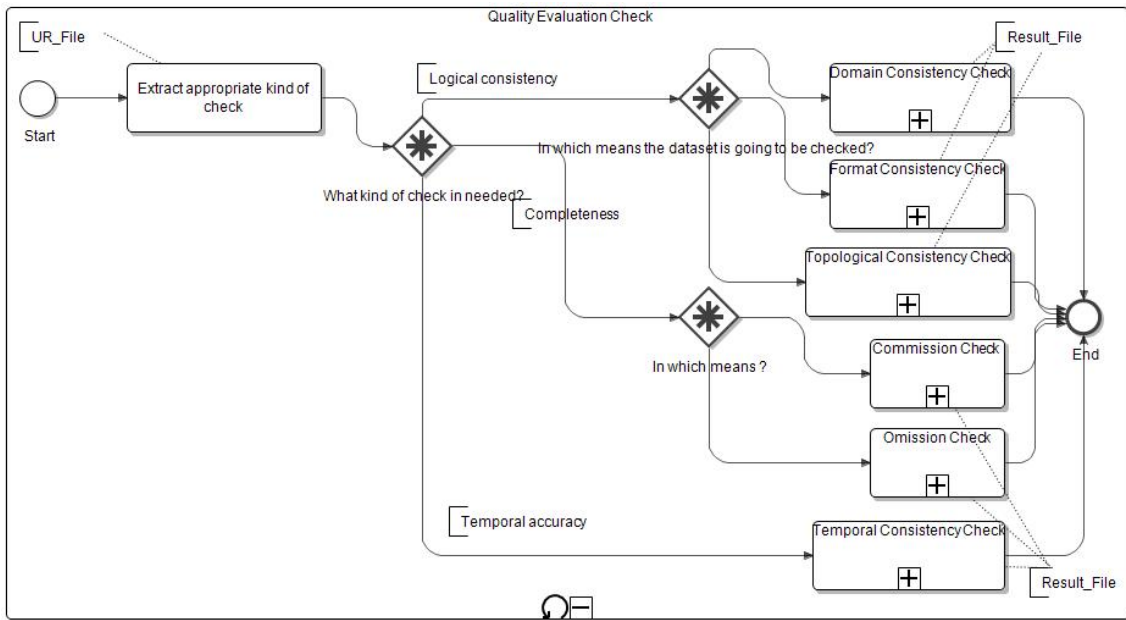 Quality Evaluation Check
UR_File
Result_File
Extract appropriate kind of
check
Start
Logical consistency
Domain Consistency Check
In which means the dataset is going to be checked?
Format Consistency Check
What kind of check in needed?
Completeness
Topological Consistency Check
In which means ?
Commission Check
End
Omission Check
Temporal accuracy
Temporal Consistency Check
Result_File